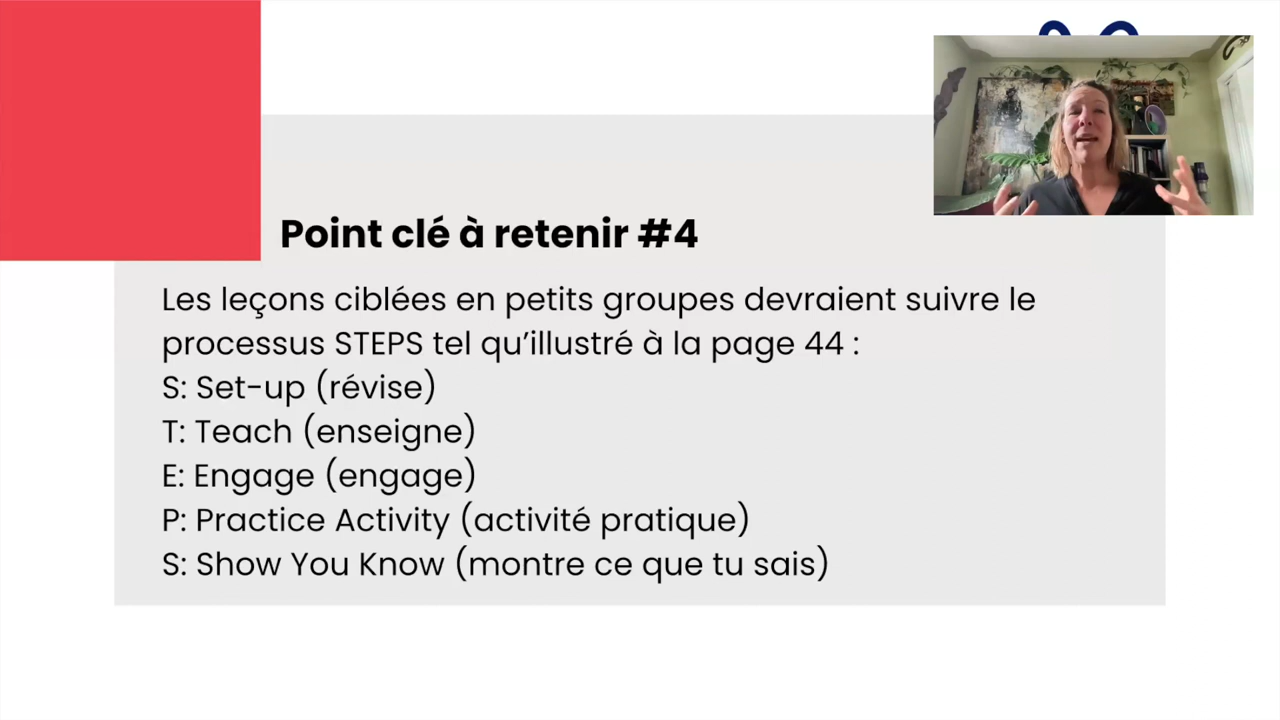 Point clé à retenir #4
Les leçons ciblées en petits groupes devraient suivre le
processus STEPS tel qu’illustré à la page 44 :
S: Set-up (révise)
T: Teach (enseigne)
E: Engage (engage)
P: Practice Activity (activité pratique)
S: Show You Know (montre ce que tu sais)